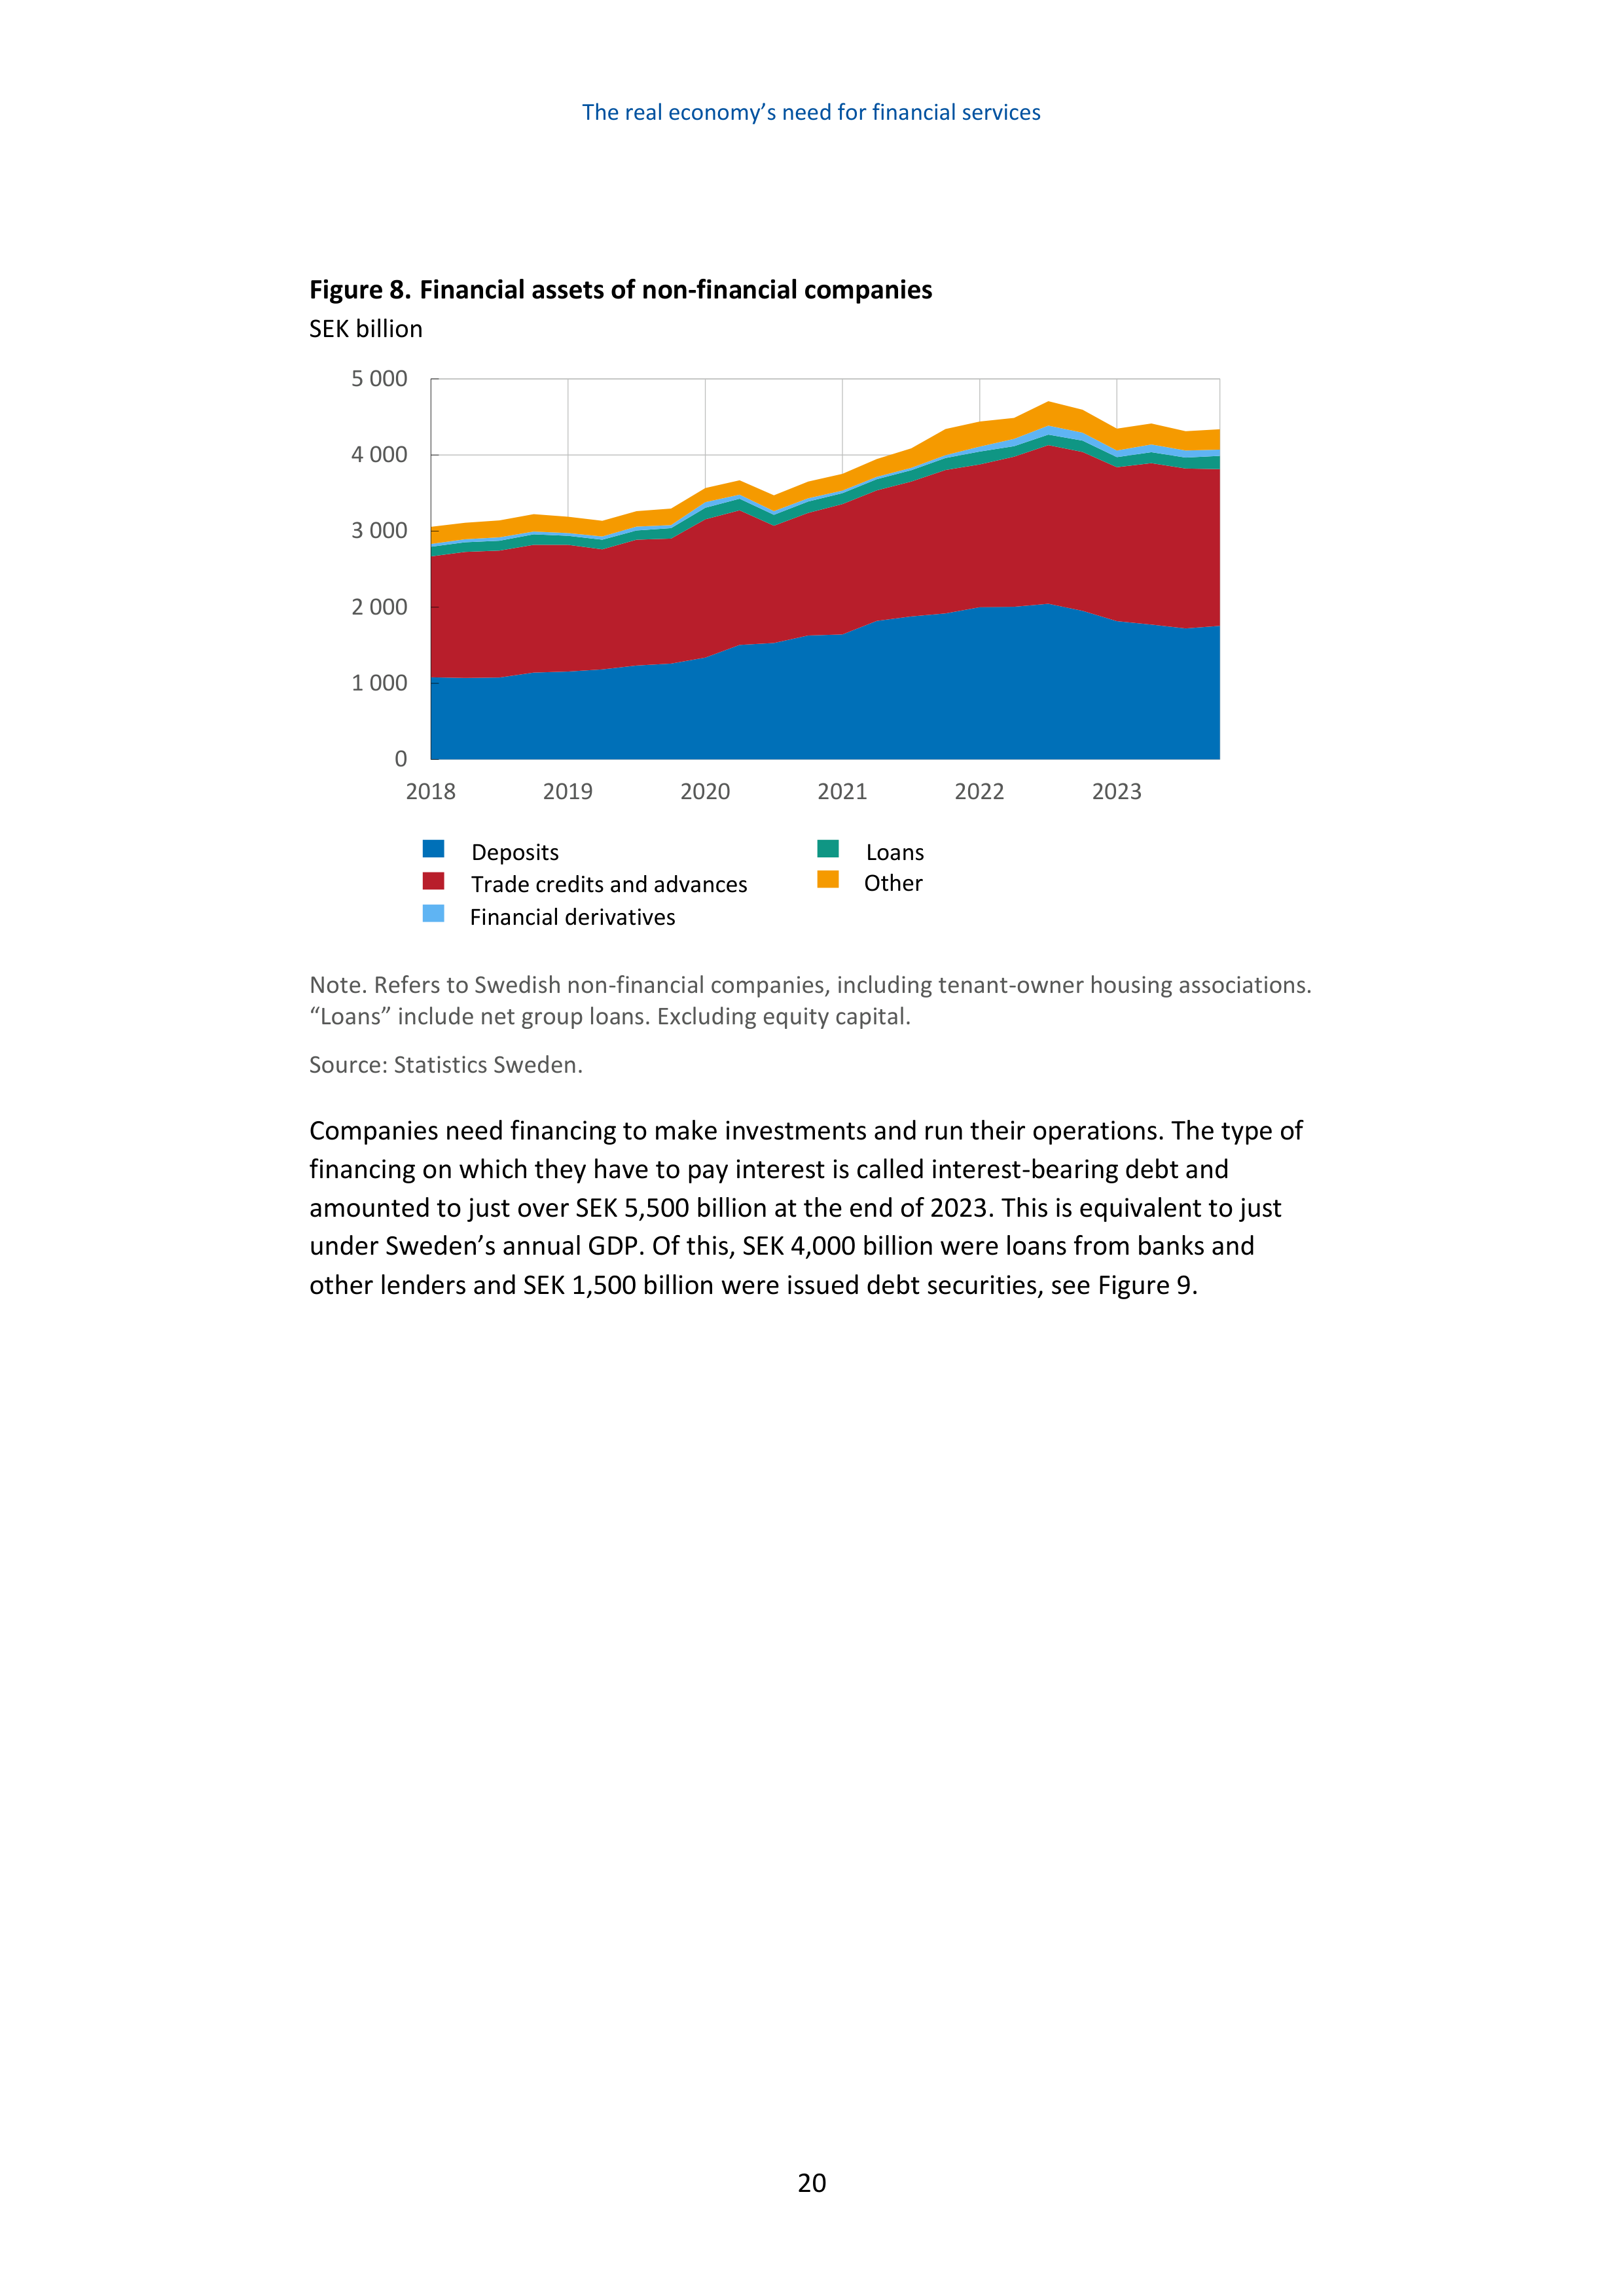 The real economy’s need for financial services
Figure 8. Financial assets of non-financial companies
SEK billion
5 000
4 000
3 000
2 000
1 000
0
2018 2019 2020 2021 2022 2023
Deposits
Loans
Trade credits and advances
Other
Financial derivatives
Note. Refers to Swedish non-financial companies, including tenant-owner housing associations.
“Loans” include net group loans. Excluding equity capital.
Source: Statistics Sweden.
Companies need financing to make investments and run their operations. The type of
financing on which they have to pay interest is called interest-bearing debt and
amounted to just over SEK 5,500 billion at the end of 2023. This is equivalent to just
under Sweden’s annual GDP. Of this, SEK 4,000 billion were loans from banks and
other lenders and SEK 1,500 billion were issued debt securities, see Figure 9.
20